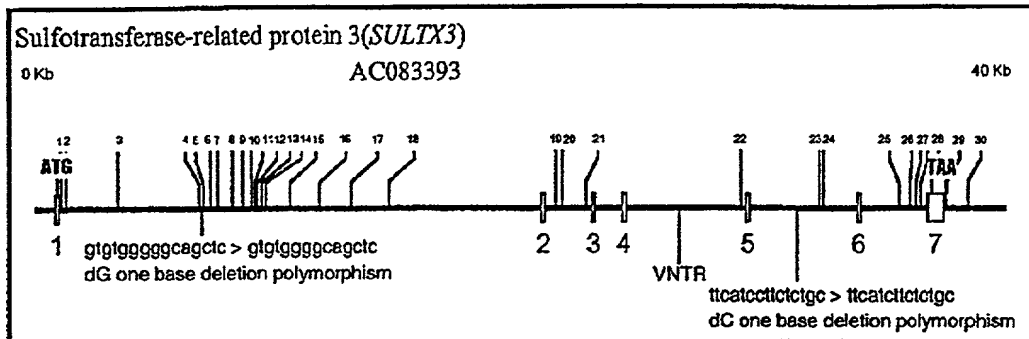 Sulfotransferase-related protein 3(SULTX3)
0 Kb AC083393 40 Kb
1 2 3 4 5 6 7 8 9 10 11 12 13 14 15 16 17 18 19 20 21 22 23 24 25 26 27 28 29 30
ATG TAA
1 2 3 4 5 6 7
gtgtgggggcagctc > gtgtggggcagctc
dG one base deletion polymorphism
VNTR
ttcatccttctctgc > ttcatcttctctgc
dC one base deletion polymorphism